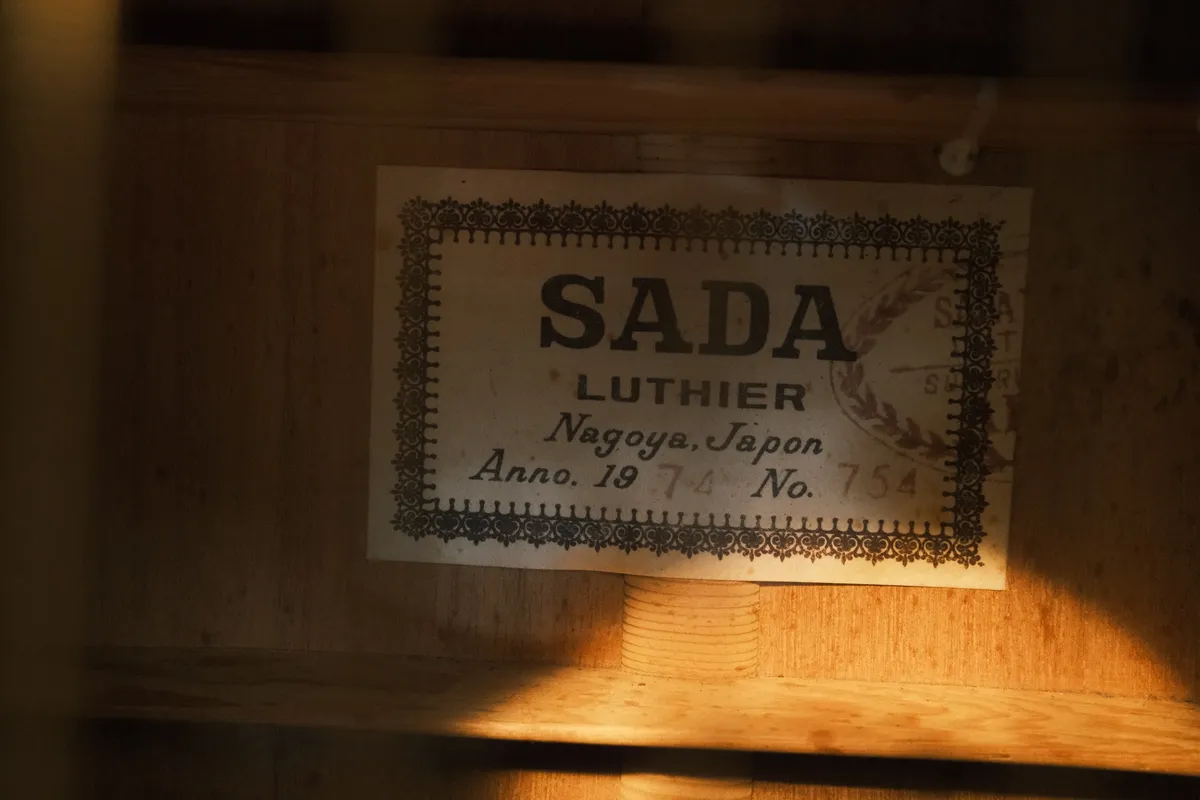 SADA
LUTHIER
Nagoya, Japon
Anno. 1974 No. 754